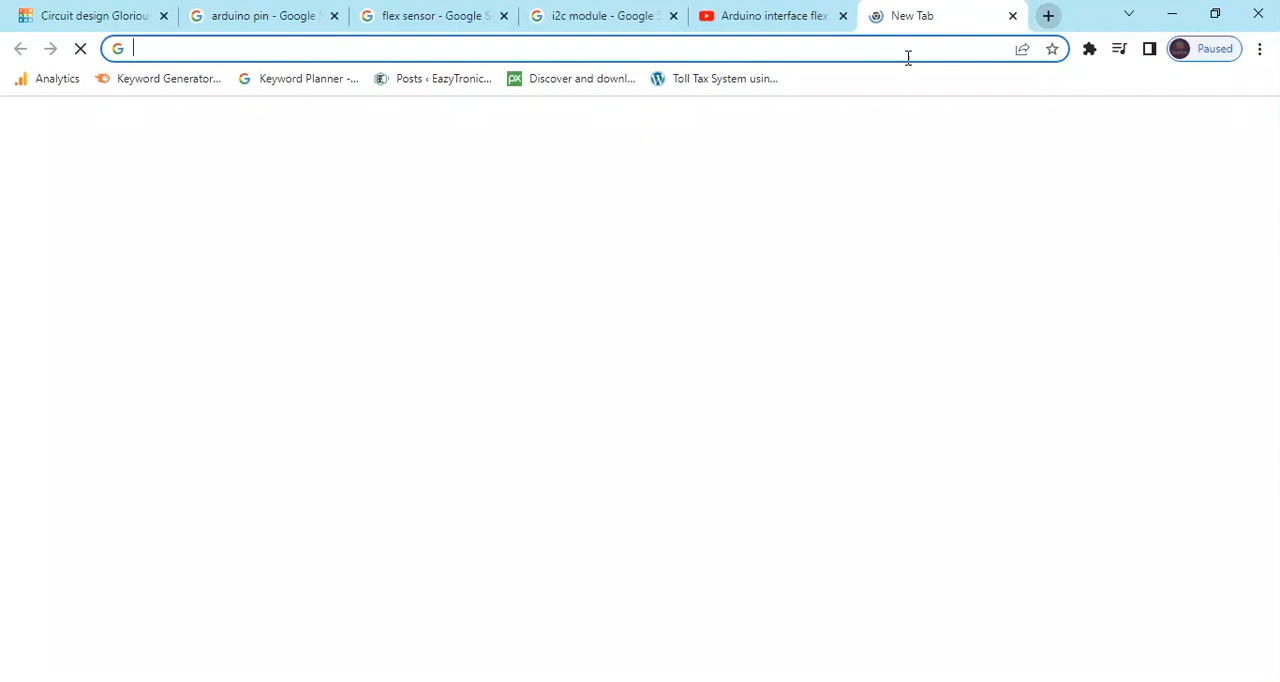 Circuit design Gloriou arduino pin - Google flex sensor - Google S i2c module - Google S Arduino interface flex New Tab
Paused
Analytics Keyword Generator... Keyword Planner -... Posts ‹ EazyTronic... Discover and downl... Toll Tax System usin...